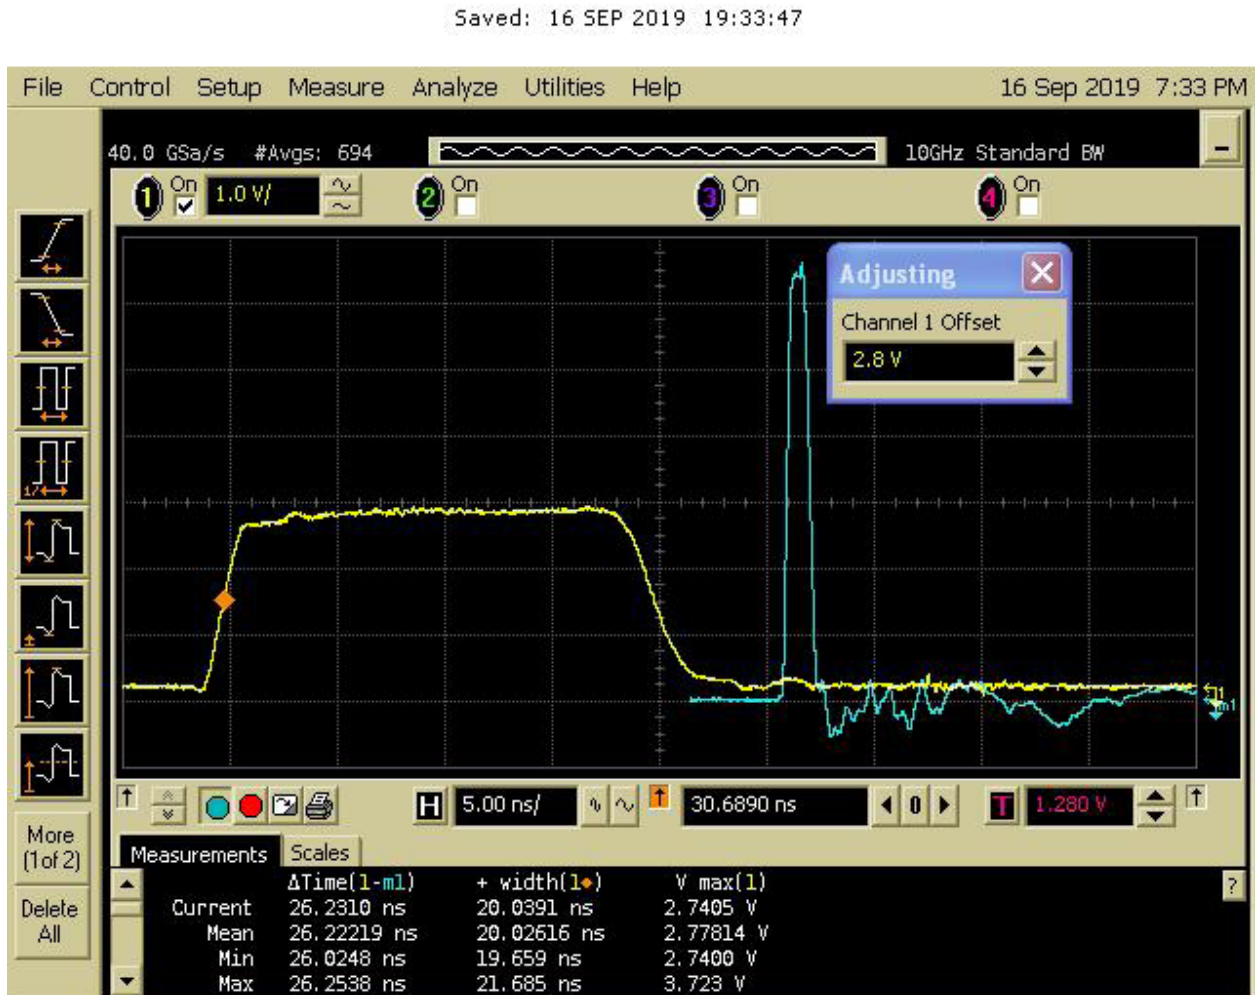 Saved: 16 SEP 2019 19:33:47
File Control Setup Measure Analyze Utilities Help 16 Sep 2019 7:33 PM
40.0 GSa/s #Avgs: 694 10GHz Standard BW
1 On 1.0 V/ 2 On 3 On 4 On
Adjusting
Channel 1 Offset
2.8 V
1/
1
m1
H 5.00 ns/ 30.6890 ns 0 T 1.280 V
More
(1of 2)
Delete
All
Measurements Scales
ΔTime(1-m1) + width(1◆) V max(1) ?
Current 26.2310 ns 20.0391 ns 2.7405 V
Mean 26.22219 ns 20.02616 ns 2.77814 V
Min 26.0248 ns 19.659 ns 2.7400 V
Max 26.2538 ns 21.685 ns 3.723 V